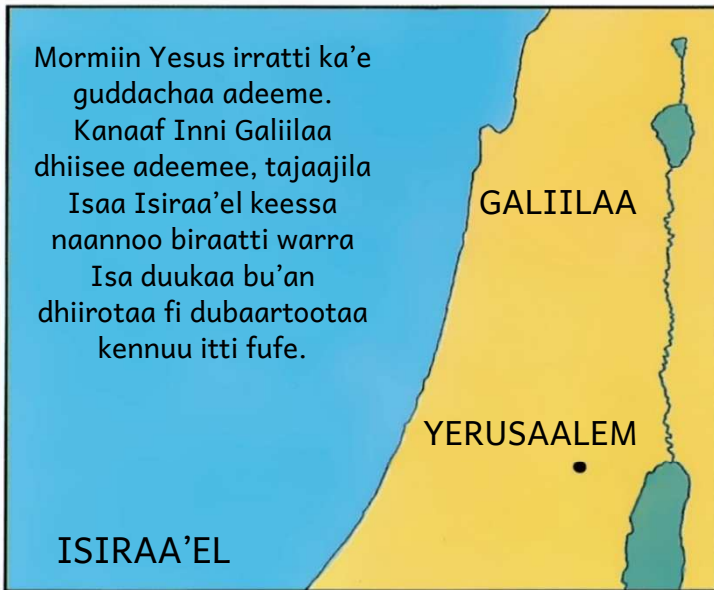 Mormiin Yesus irratti ka’e
guddachaa adeeme.
Kanaaf Inni Galiilaa
dhiisee adeemee, tajaajila
Isaa Isiraa’el keessa
naannoo biraatti warra
Isa duukaa bu’an
dhiirotaa fi dubaartootaa
kennuu itti fufe.
GALIILAA
YERUSAALEM
ISIRAA’EL